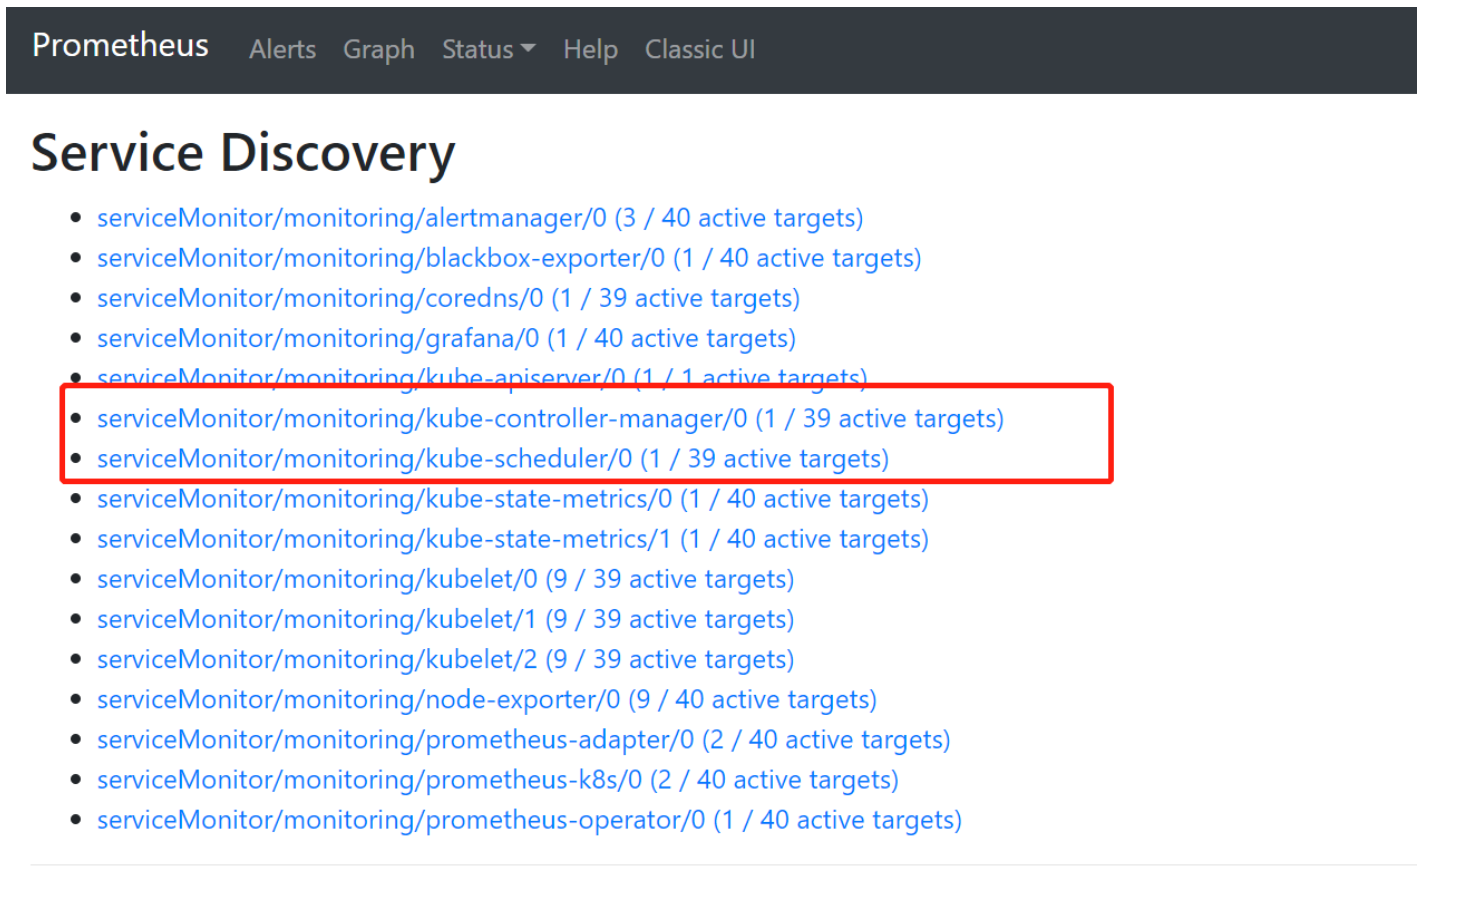 Prometheus Alerts Graph Status Help Classic UI
Service Discovery
serviceMonitor/monitoring/alertmanager/0 (3 / 40 active targets)
serviceMonitor/monitoring/blackbox-exporter/0 (1 / 40 active targets)
serviceMonitor/monitoring/coredns/0 (1 / 39 active targets)
serviceMonitor/monitoring/grafana/0 (1 / 40 active targets)
serviceMonitor/monitoring/kube-apiserver/0 (1 / 1 active targets)
serviceMonitor/monitoring/kube-controller-manager/0 (1 / 39 active targets)
serviceMonitor/monitoring/kube-scheduler/0 (1 / 39 active targets)
serviceMonitor/monitoring/kube-state-metrics/0 (1 / 40 active targets)
serviceMonitor/monitoring/kube-state-metrics/1 (1 / 40 active targets)
serviceMonitor/monitoring/kubelet/0 (9 / 39 active targets)
serviceMonitor/monitoring/kubelet/1 (9 / 39 active targets)
serviceMonitor/monitoring/kubelet/2 (9 / 39 active targets)
serviceMonitor/monitoring/node-exporter/0 (9 / 40 active targets)
serviceMonitor/monitoring/prometheus-adapter/0 (2 / 40 active targets)
serviceMonitor/monitoring/prometheus-k8s/0 (2 / 40 active targets)
serviceMonitor/monitoring/prometheus-operator/0 (1 / 40 active targets)